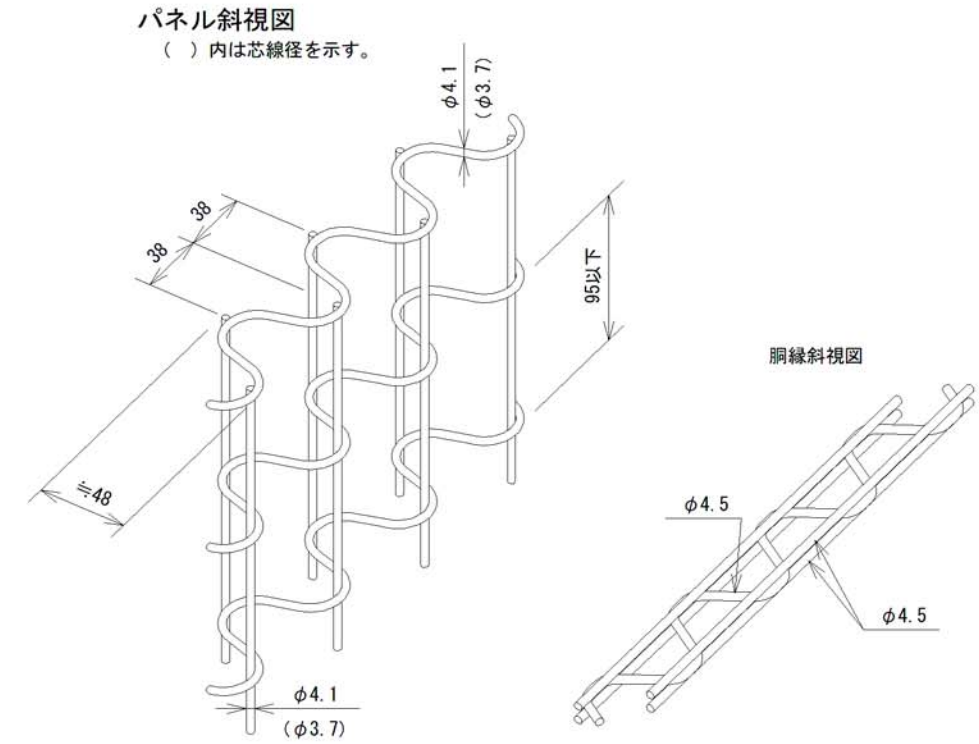 パネル斜視図
（　）内は芯線径を示す。
φ4.1
(φ3.7)
38
38
95以下
≒48
φ4.1
(φ3.7)
胴縁斜視図
φ4.5
φ4.5